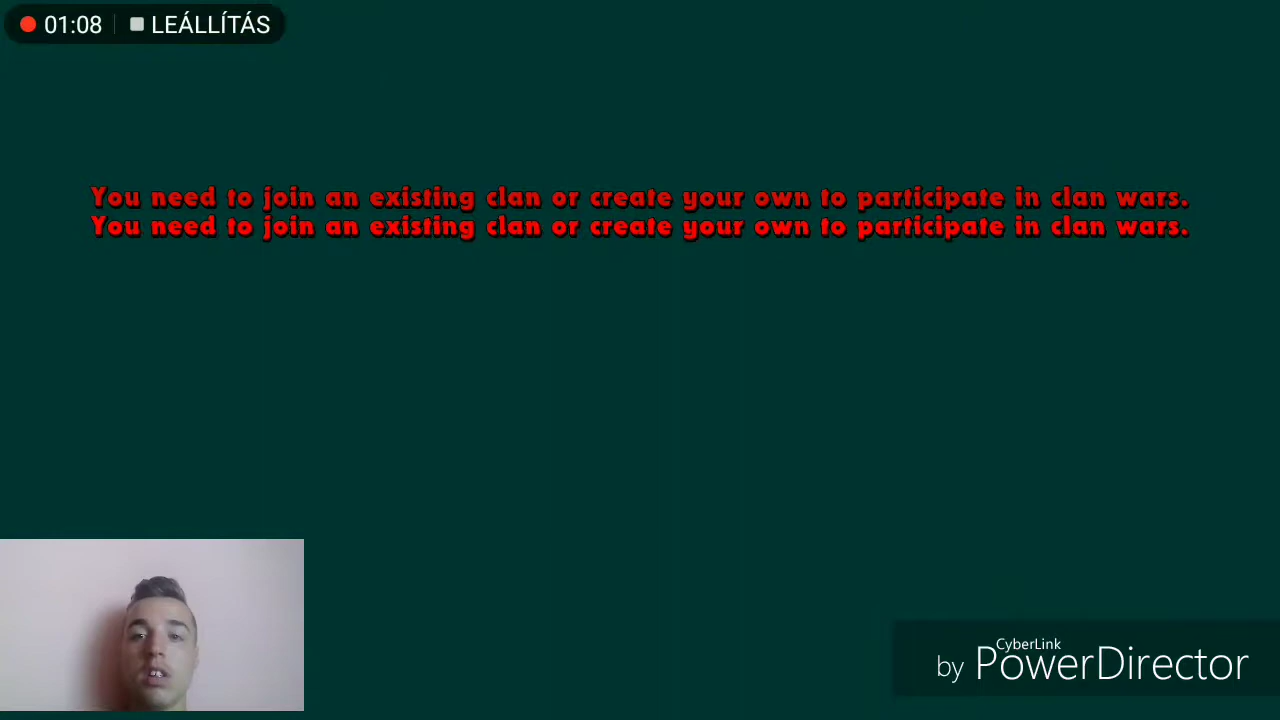 01:08 LEÁLLÍTÁS
You need to join an existing clan or create your own to participate in clan wars.
You need to join an existing clan or create your own to participate in clan wars.
CyberLink
by PowerDirector